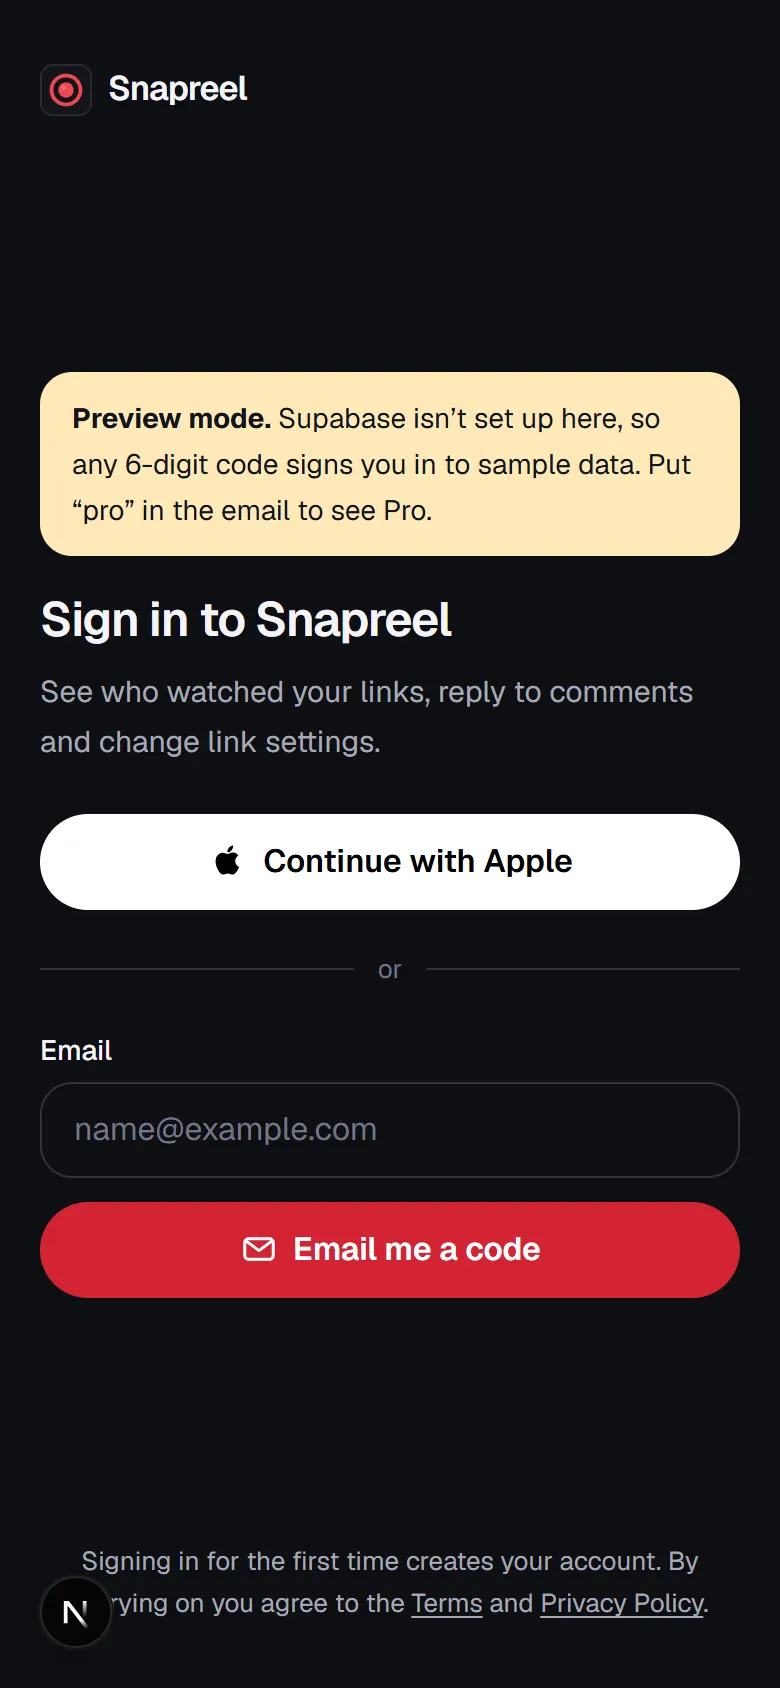 Snapreel
Preview mode. Supabase isn’t set up here, so
any 6-digit code signs you in to sample data. Put
“pro” in the email to see Pro.
Sign in to Snapreel
See who watched your links, reply to comments
and change link settings.
Continue with Apple
or
Email
name@example.com
Email me a code
Signing in for the first time creates your account. By
rying on you agree to the Terms and Privacy Policy.
N